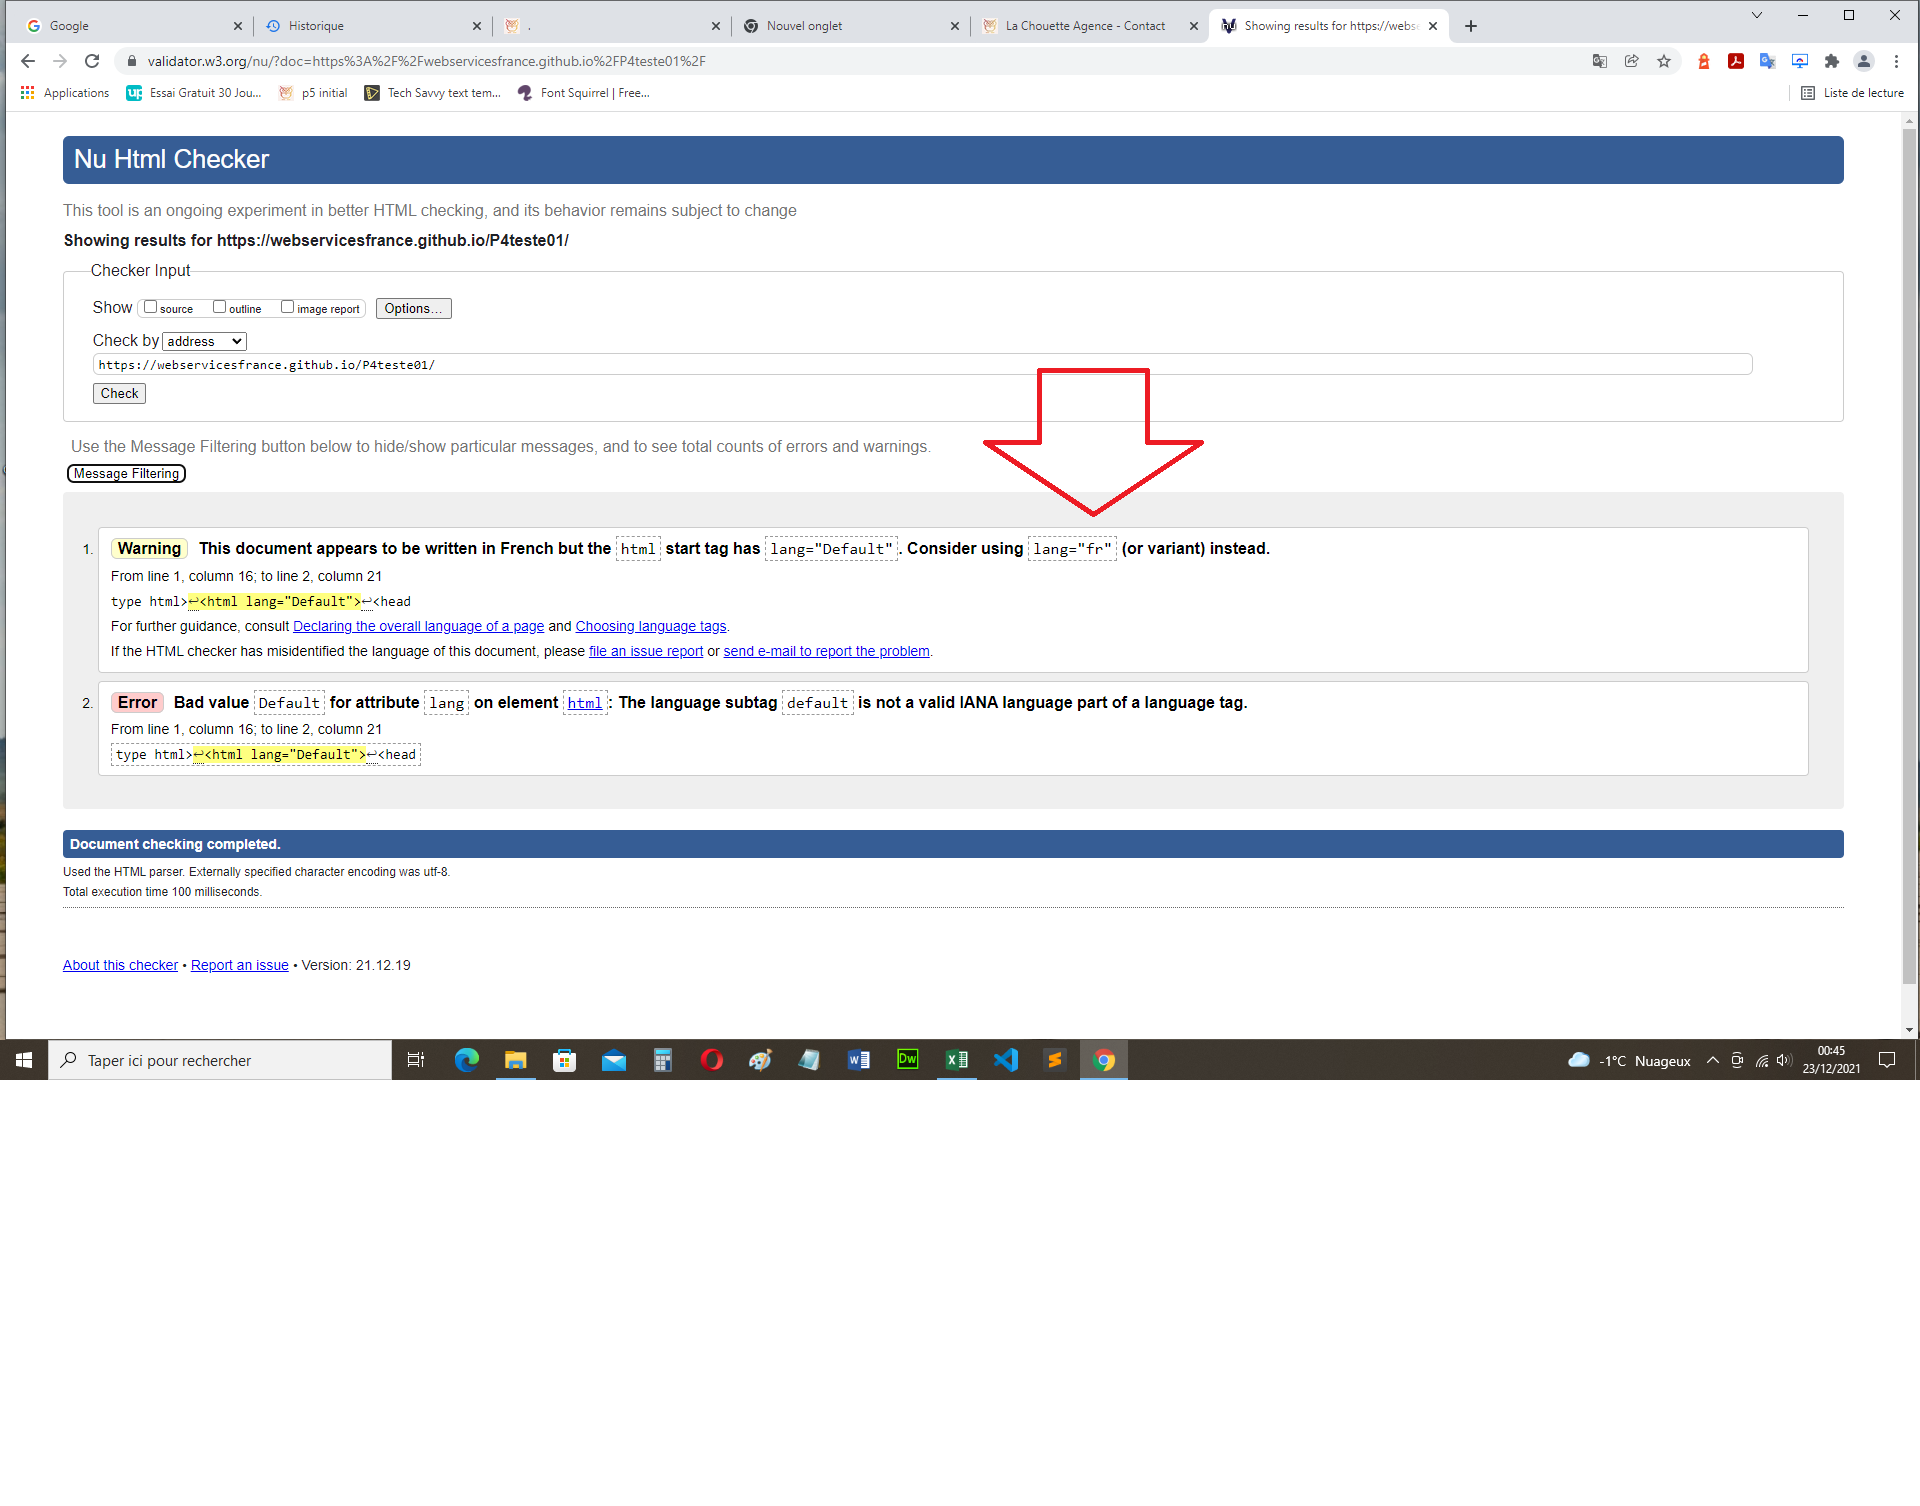 Google
Historique
.
Nouvel onglet
La Chouette Agence - Contact
Showing results for https://webse
validator.w3.org/nu/?doc=https%3A%2F%2Fwebservicesfrance.github.io%2FP4teste01%2F
Applications
Essai Gratuit 30 Jou...
p5 initial
Tech Savvy text tem...
Font Squirrel | Free...
Liste de lecture
Nu Html Checker
This tool is an ongoing experiment in better HTML checking, and its behavior remains subject to change
Showing results for https://webservicesfrance.github.io/P4teste01/
Checker Input
Show source outline image report Options...
Check by address
https://webservicesfrance.github.io/P4teste01/
Check
Use the Message Filtering button below to hide/show particular messages, and to see total counts of errors and warnings.
Message Filtering
1. Warning This document appears to be written in French but the html start tag has lang="Default". Consider using lang="fr" (or variant) instead.
From line 1, column 16; to line 2, column 21
type html>↩<html lang="Default">↩<head
For further guidance, consult Declaring the overall language of a page and Choosing language tags.
If the HTML checker has misidentified the language of this document, please file an issue report or send e-mail to report the problem.
2. Error Bad value Default for attribute lang on element html: The language subtag default is not a valid IANA language part of a language tag.
From line 1, column 16; to line 2, column 21
type html>↩<html lang="Default">↩<head
Document checking completed.
Used the HTML parser. Externally specified character encoding was utf-8.
Total execution time 100 milliseconds.
About this checker • Report an issue • Version: 21.12.19
Taper ici pour rechercher
Dw
-1°C Nuageux
00:45
23/12/2021